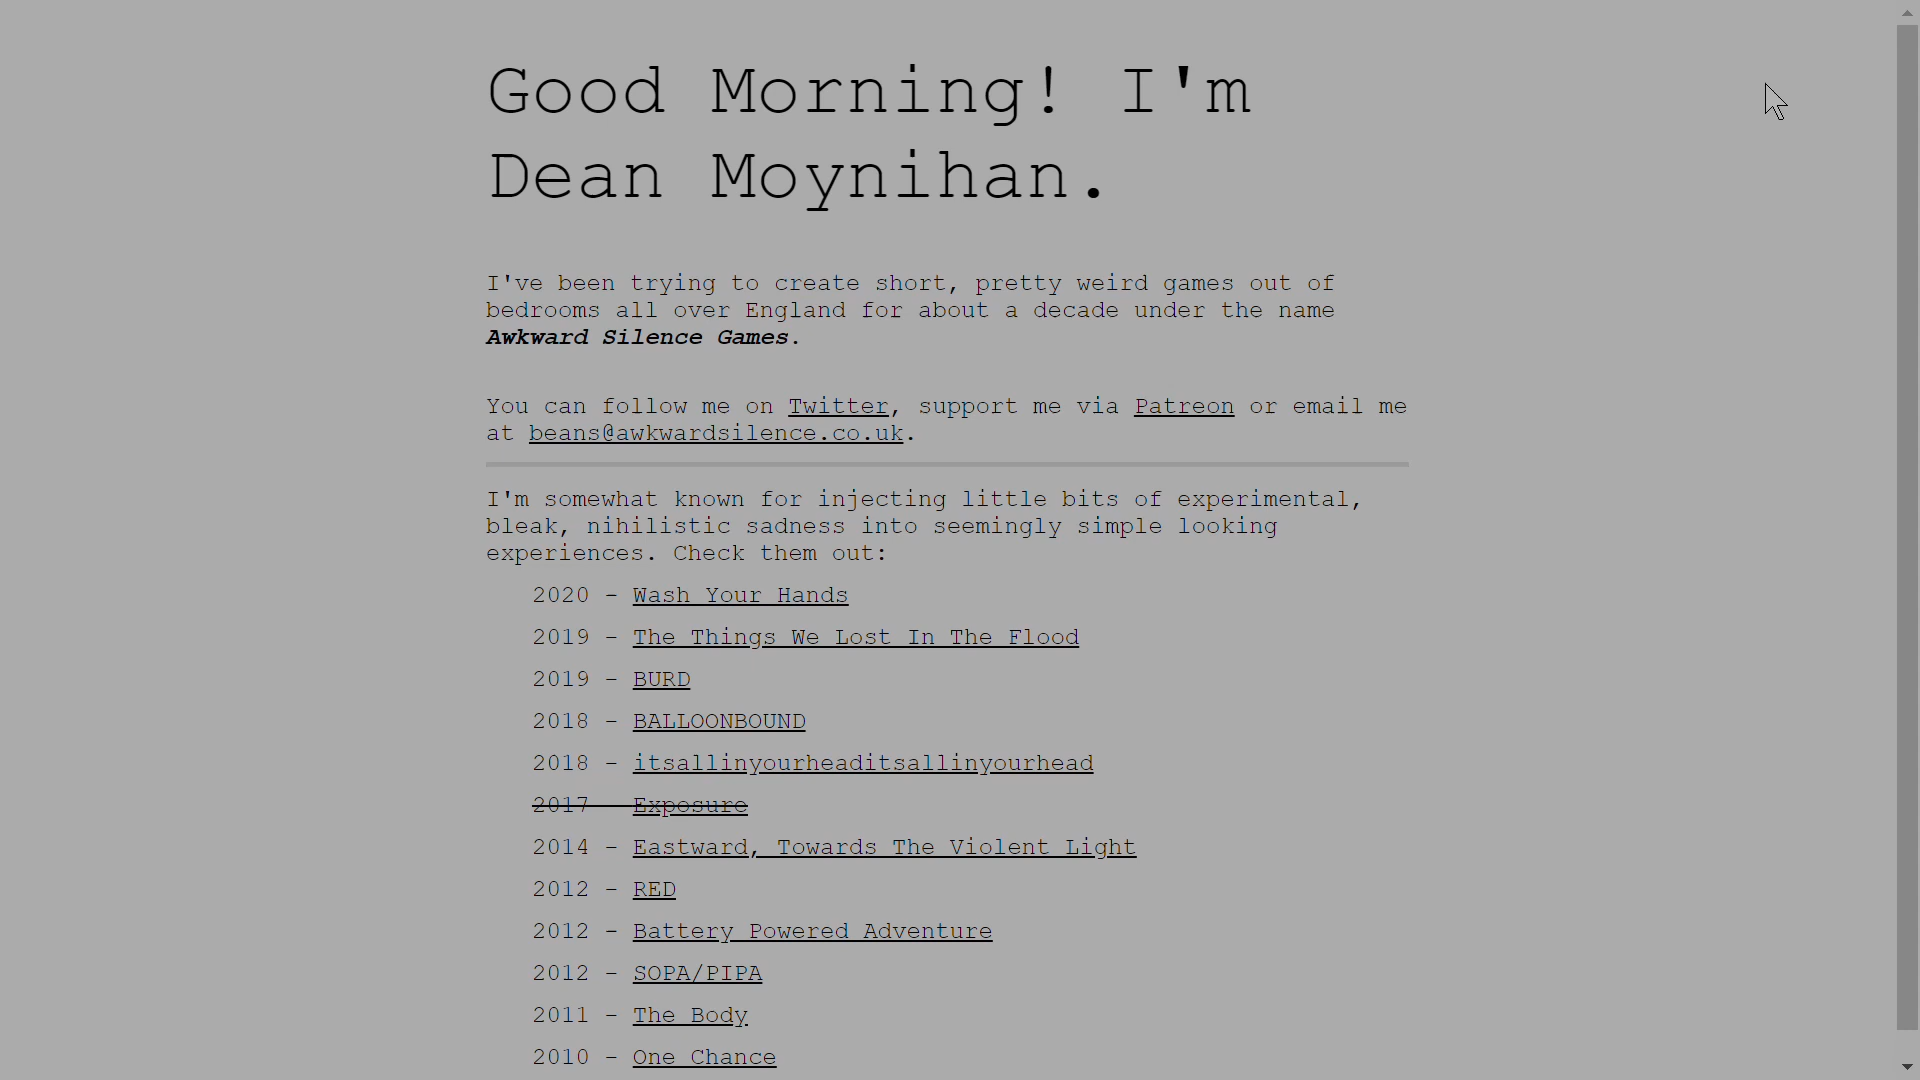 Good Morning! I'm
Dean Moynihan.
I've been trying to create short, pretty weird games out of
bedrooms all over England for about a decade under the name
Awkward Silence Games.
You can follow me on Twitter, support me via Patreon or email me
at beans@awkwardsilence.co.uk.
I'm somewhat known for injecting little bits of experimental,
bleak, nihilistic sadness into seemingly simple looking
experiences. Check them out:
2020 - Wash Your Hands
2019 - The Things We Lost In The Flood
2019 - BURD
2018 - BALLOONBOUND
2018 - itsallinyourheaditsallinyourhead
2017 - Exposure
2014 - Eastward, Towards The Violent Light
2012 - RED
2012 - Battery Powered Adventure
2012 - SOPA/PIPA
2011 - The Body
2010 - One Chance